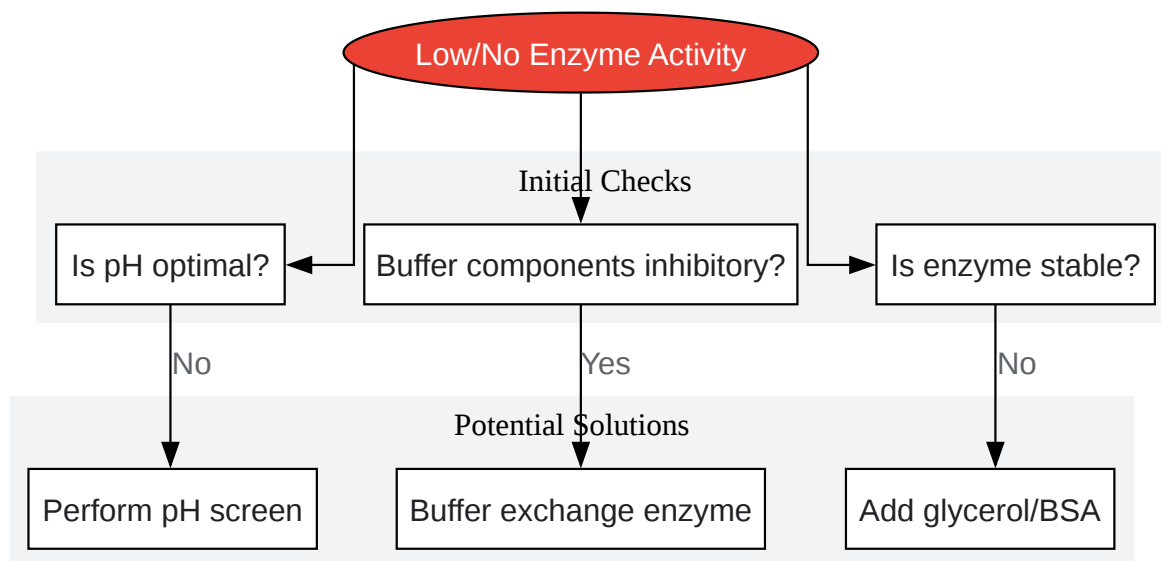 Low/No Enzyme Activity
Initial Checks
Is pH optimal?
Buffer components inhibitory?
Is enzyme stable?
No
Yes
No
Potential Solutions
Perform pH screen
Buffer exchange enzyme
Add glycerol/BSA